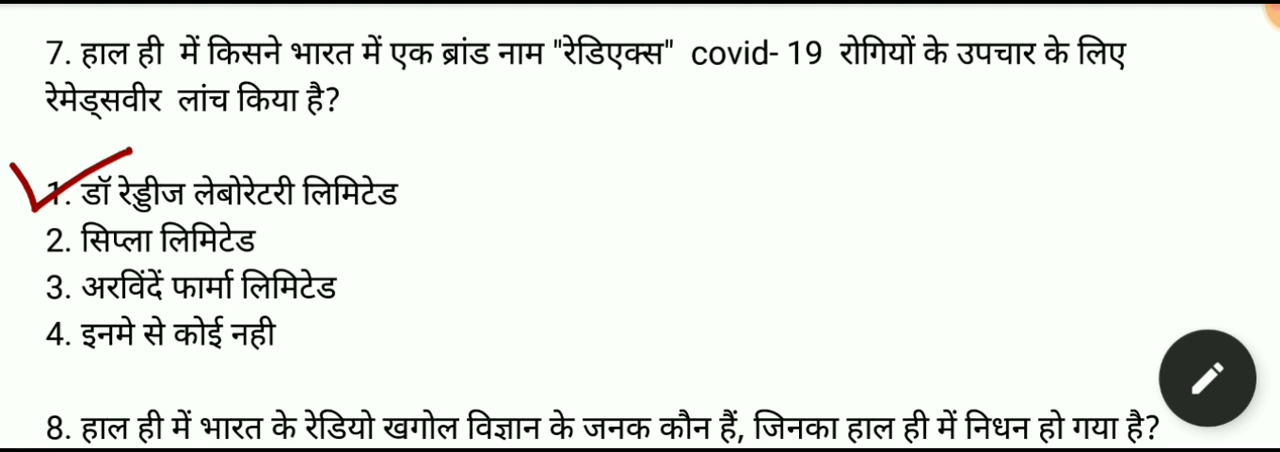 7. हाल ही में किसने भारत में एक ब्रांड नाम "रेडिएक्स" covid- 19 रोगियों के उपचार के लिए
रेमेड्सवीर लांच किया है?
1. डॉ रेड्डीज लेबोरेटरी लिमिटेड
2. सिप्ला लिमिटेड
3. अरविंदें फार्मा लिमिटेड
4. इनमे से कोई नही
8. हाल ही में भारत के रेडियो खगोल विज्ञान के जनक कौन हैं, जिनका हाल ही में निधन हो गया है?